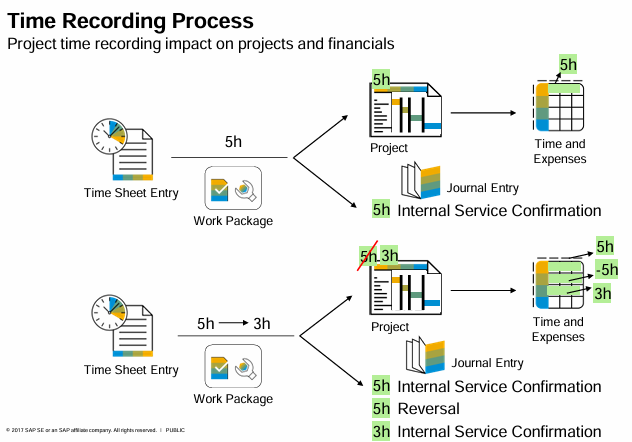 Time Recording Process
Project time recording impact on projects and financials
5h
5h
5h
Project
Time and
Expenses
Time Sheet Entry
Work Package
Journal Entry
5h Internal Service Confirmation
5h 3h
5h
-5h
3h
5h 3h
Project
Time and
Expenses
Time Sheet Entry
Work Package
Journal Entry
5h Internal Service Confirmation
5h Reversal
3h Internal Service Confirmation
© 2017 SAP SE or an SAP affiliate company. All rights reserved. I PUBLIC